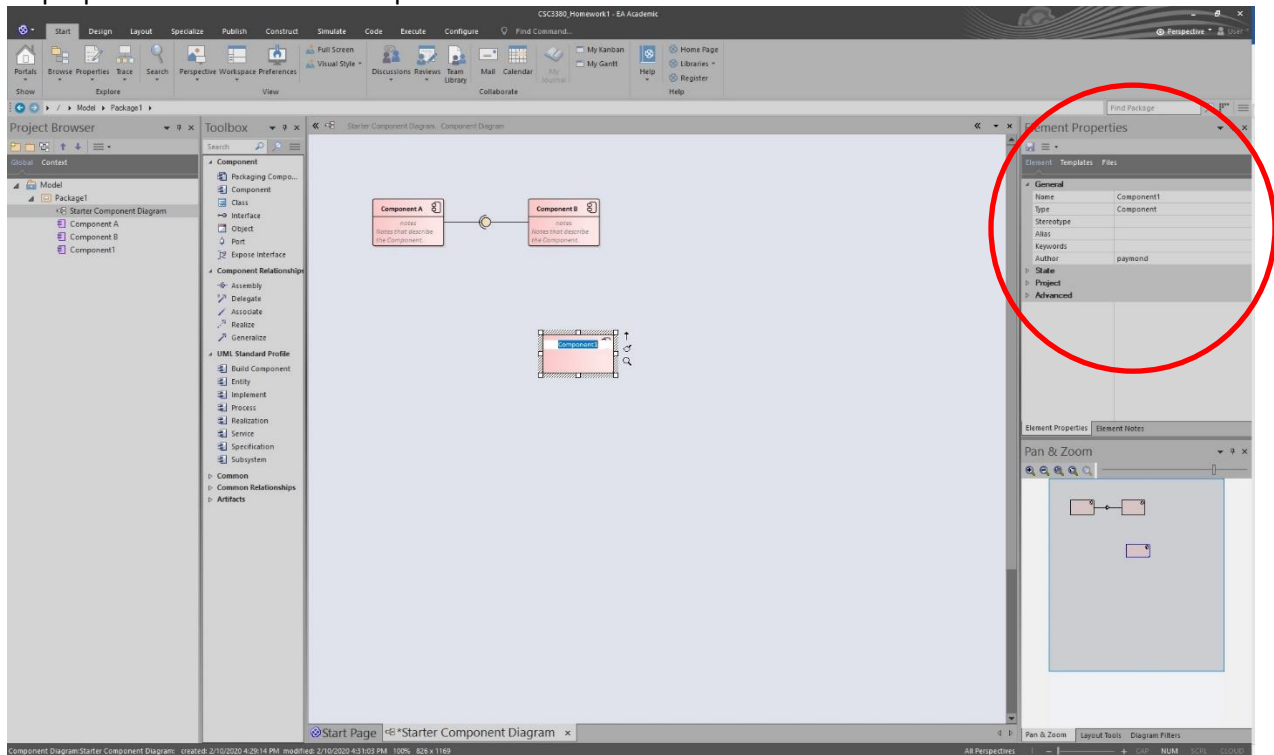 CSC3380_Homework1 - EA Academic
Start Design Layout Specialize Publish Construct Simulate Code Execute Configure Find Command... Perspective User
Full Screen
Visual Style
My Kanban
My Gantt
Home Page
Libraries
Register
Portals Browse Properties Trace Search Perspective Workspace Preferences Discussions Reviews Team Library Mail Calendar My Journal Help
Show Explore View Collaborate Help
/ Model Package1
Find Package
Project Browser
Global Context
Model
Package1
Starter Component Diagram
Component A
Component B
Component1
Toolbox
Search
Component
Packaging Compo...
Component
Class
Interface
Object
Port
Expose Interface
Component Relationships
Assembly
Delegate
Associate
Realize
Generalize
UML Standard Profile
Build Component
Entity
Implement
Process
Realization
Service
Specification
Subsystem
Common
Common Relationships
Artifacts
Starter Component Diagram: Component Diagram
Component A
notes
Notes that describe
the Component.
Component B
notes
Notes that describe
the Component.
Component1
Start Page *Starter Component Diagram ×
Element Properties
Element Templates Files
General
Name Component1
Type Component
Stereotype
Alias
Keywords
Author paymond
State
Project
Advanced
Element Properties Element Notes
Pan & Zoom
Pan & Zoom Layout Tools Diagram Filters
Component Diagram:Starter Component Diagram: created: 2/10/2020 4:29:14 PM modified: 2/10/2020 4:31:03 PM 100% 826 x 1169
All Perspectives CAP NUM SCRL CLOUD